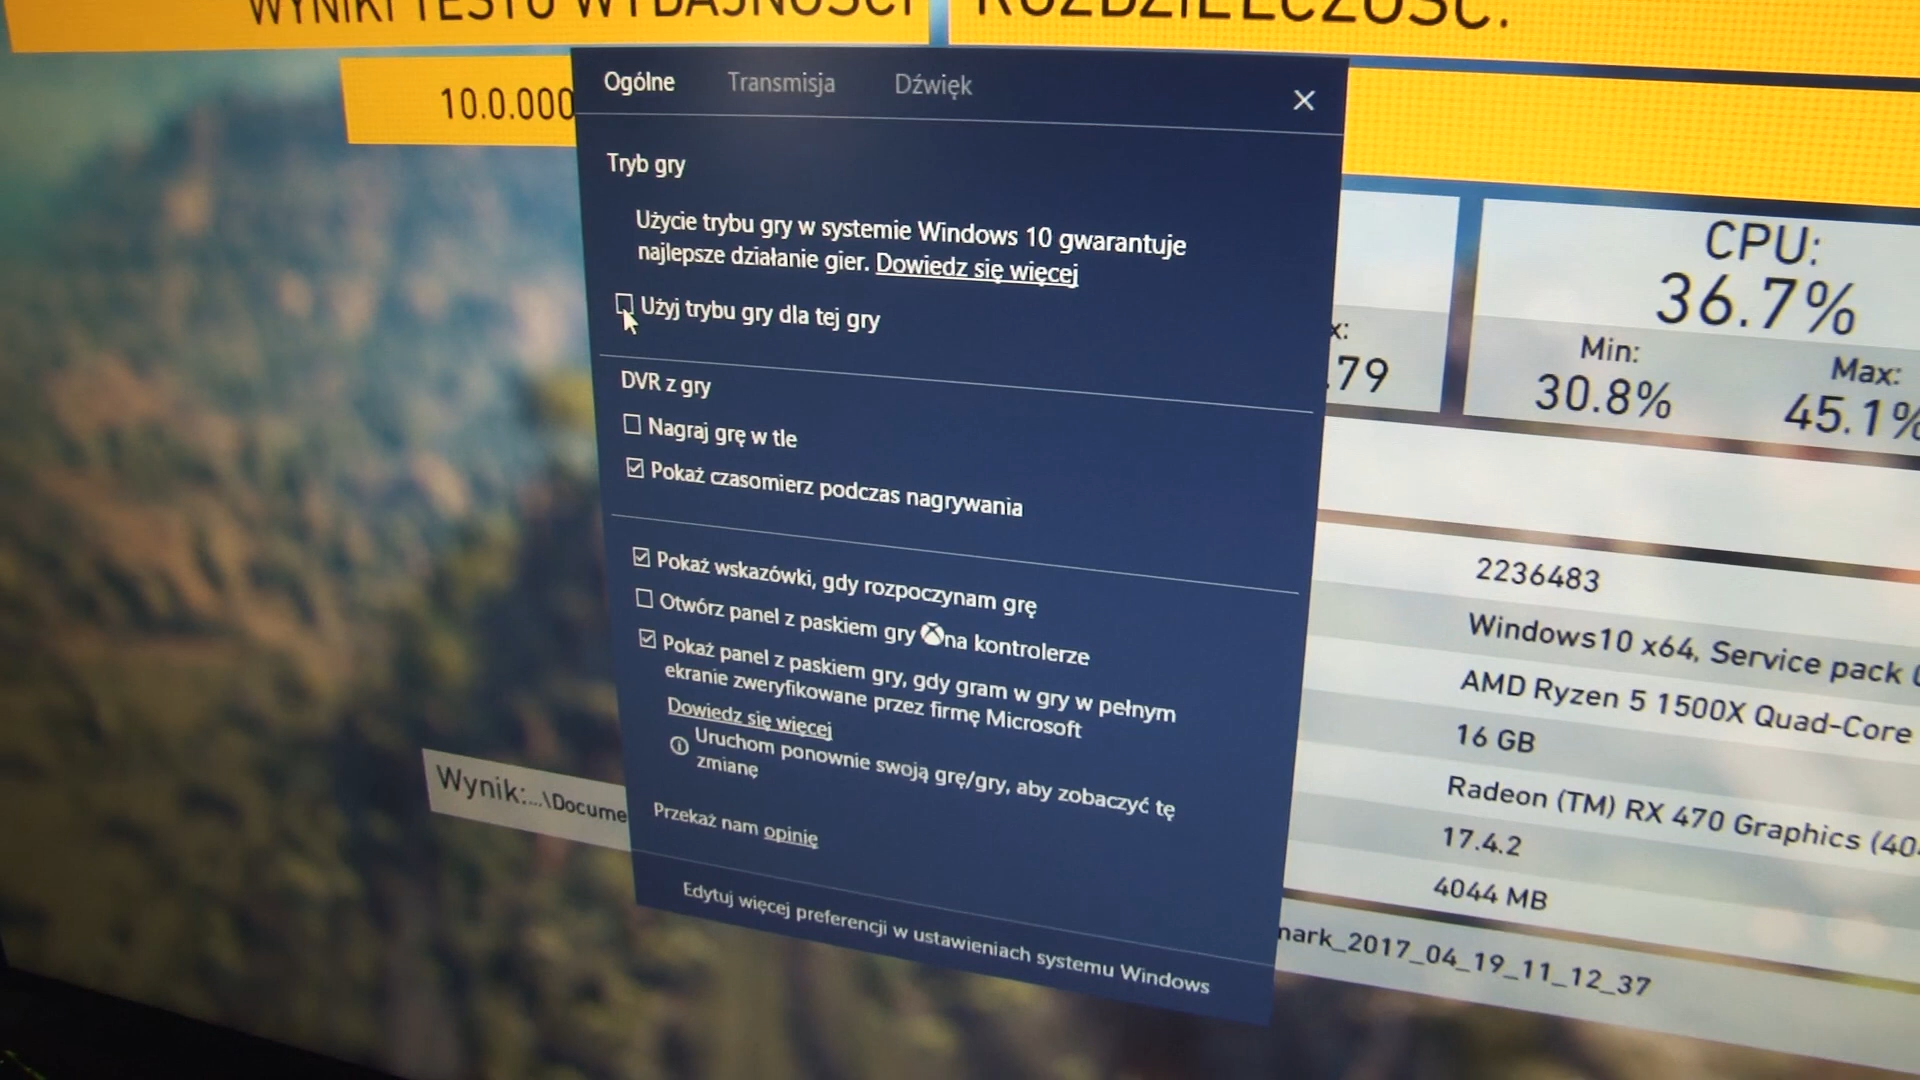 WYNIKI TESTU WYDAJNOŚCI
ROZDZIELCZOŚĆ:
10.0.000
Ogólne
Transmisja
Dźwięk
Tryb gry
Użycie trybu gry w systemie Windows 10 gwarantuje
najlepsze działanie gier. Dowiedz się więcej
Użyj trybu gry dla tej gry
DVR z gry
Nagraj grę w tle
Pokaż czasomierz podczas nagrywania
Pokaż wskazówki, gdy rozpoczynam grę
Otwórz panel z paskiem gry na kontrolerze
Pokaż panel z paskiem gry, gdy gram w gry w pełnym
ekranie zweryfikowane przez firmę Microsoft
Dowiedz się więcej
Uruchom ponownie swoją grę/gry, aby zobaczyć tę
zmianę
Przekaż nam opinię
Edytuj więcej preferencji w ustawieniach systemu Windows
Wynik:...\Docume
x:
.79
CPU:
36.7%
Min:
Max:
30.8%
45.1%
2236483
Windows10 x64, Service pack
AMD Ryzen 5 1500X Quad-Core
16 GB
Radeon (TM) RX 470 Graphics (40
17.4.2
4044 MB
mark_2017_04_19_11_12_37